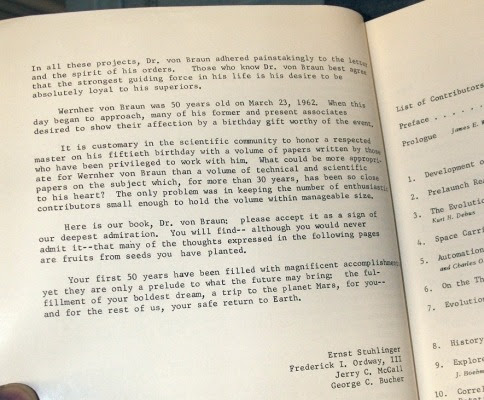 In all these projects, Dr. von Braun adhered painstakingly to the letter
and the spirit of his orders. Those who know Dr. von Braun best agree
that the strongest guiding force in his life is his desire to be
absolutely loyal to his superiors.
Wernher von Braun was 50 years old on March 23, 1962. When this
day began to approach, many of his former and present associates
desired to show their affection by a birthday gift worthy of the event.
It is customary in the scientific community to honor a respected
master on his fiftieth birthday with a volume of papers written by those
who have been privileged to work with him. What could be more appropri-
ate for Wernher von Braun than a volume of technical and scientific
papers on the subject which, for more than 30 years, has been so close
to his heart? The only problem was in keeping the number of enthusiastic
contributors small enough to hold the volume within manageable size.
Here is our book, Dr. von Braun: please accept it as a sign of
our deepest admiration. You will find-- although you would never
admit it--that many of the thoughts expressed in the following pages
are fruits from seeds you have planted.
Your first 50 years have been filled with magnificent accomplishments
yet they are only a prelude to what the future may bring: the ful-
fillment of your boldest dream, a trip to the planet Mars, for you--
and for the rest of us, your safe return to Earth.
Ernst Stuhlinger
Frederick I. Ordway, III
Jerry C. McCall
George C. Bucher
List of Contributors
Preface . . . . . .
Prologue James E.
1. Development o
2. Prelaunch Rea
3. The Evolution
Kurt H. Debus
4. Space Carri
5. Automation
and Charles O
6. On the Th
7. Evolution
8. History
9. Explore
J. Boehm
10. Correl